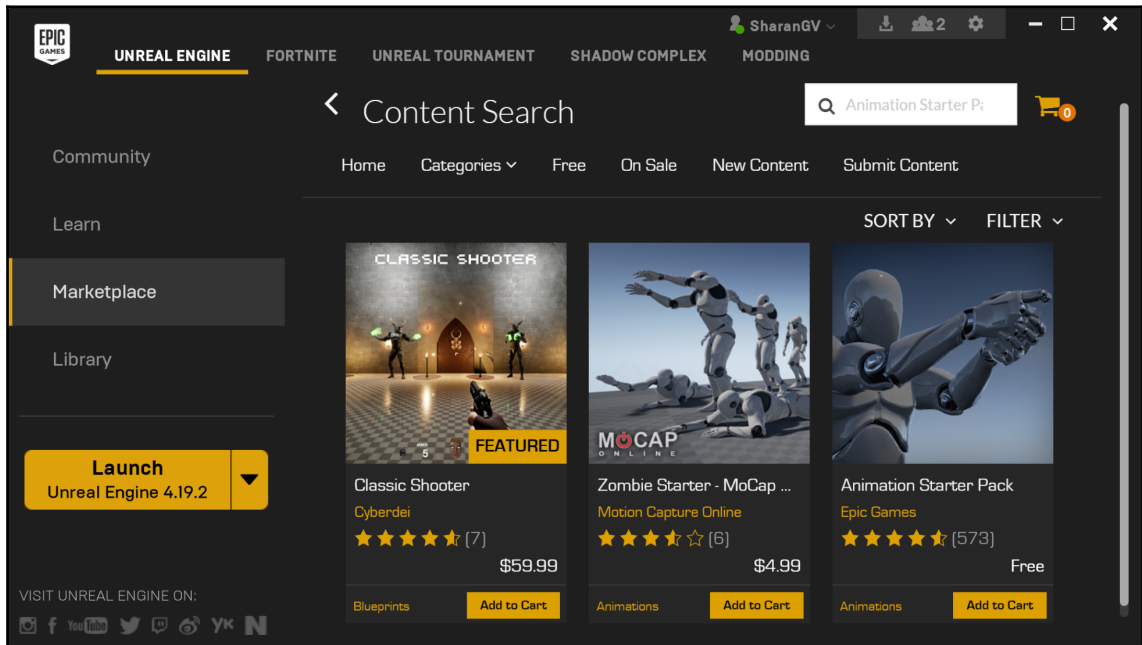 EPIC
GAMES
SharanGV
2
UNREAL ENGINE
FORTNITE
UNREAL TOURNAMENT
SHADOW COMPLEX
MODDING
Content Search
Animation Starter Pa
0
Community
Learn
Marketplace
Library
Home
Categories
Free
On Sale
New Content
Submit Content
SORT BY
FILTER
CLASSIC SHOOTER
5
FEATURED
Classic Shooter
Cyberdei
(7)
$59.99
Blueprints
Add to Cart
MOCAP
ONLINE
Zombie Starter - MoCap ...
Motion Capture Online
(6)
$4.99
Animations
Add to Cart
Animation Starter Pack
Epic Games
(573)
Free
Animations
Add to Cart
Launch
Unreal Engine 4.19.2
VISIT UNREAL ENGINE ON:
You Tube